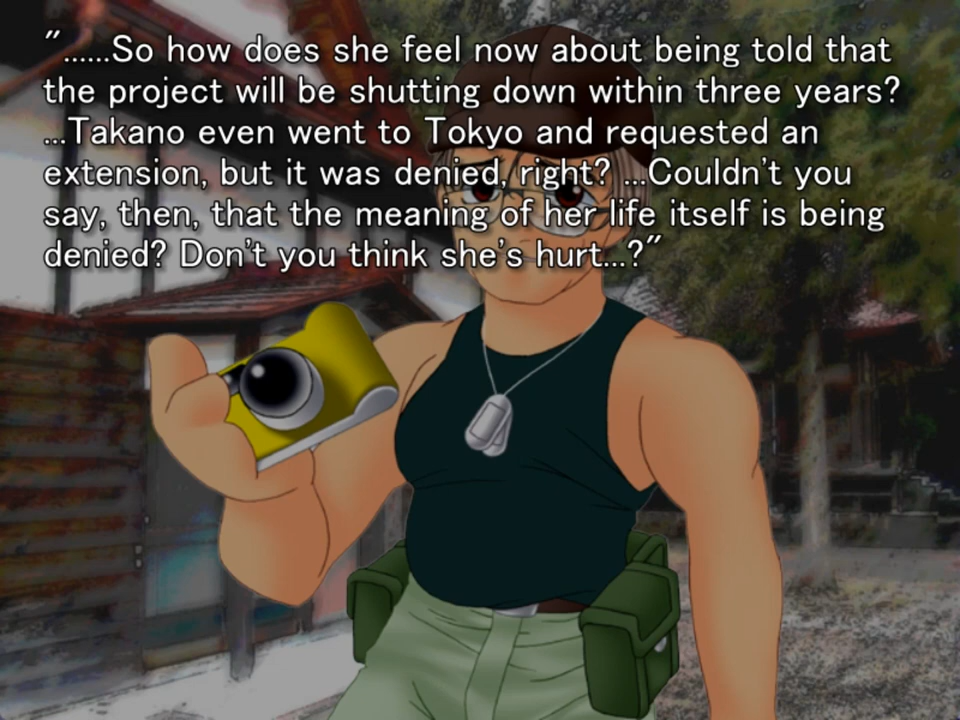 "......So how does she feel now about being told that
the project will be shutting down within three years?
...Takano even went to Tokyo and requested an
extension, but it was denied, right? ...Couldn't you
say, then, that the meaning of her life itself is being
denied? Don't you think she's hurt...?"